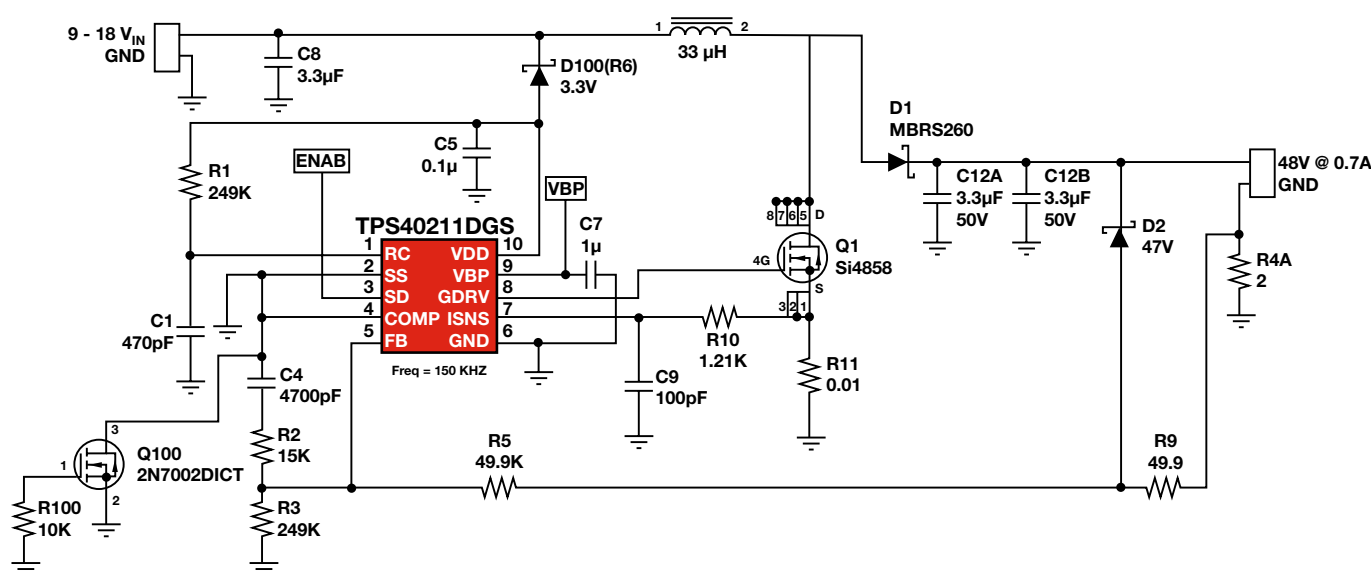 9 - 18 VIN
GND
C8
3.3µF
D100(R6)
3.3V
1
2
33 µH
D1
MBRS260
48V @ 0.7A
GND
C12A
3.3µF
50V
C12B
3.3µF
50V
D2
47V
R4A
2
R1
249K
ENAB
C5
0.1µ
VBP
C7
1µ
TPS40211DGS
1
RC
VDD
10
2
SS
VBP
9
3
SD
GDRV
8
4
COMP
ISNS
7
5
FB
GND
6
Freq = 150 KHZ
8
7
6
5
D
4G
Q1
Si4858
S
3
2
1
R10
1.21K
R11
0.01
C9
100pF
C1
470pF
C4
4700pF
3
1
2
Q100
2N7002DICT
R100
10K
R2
15K
R3
249K
R5
49.9K
R9
49.9